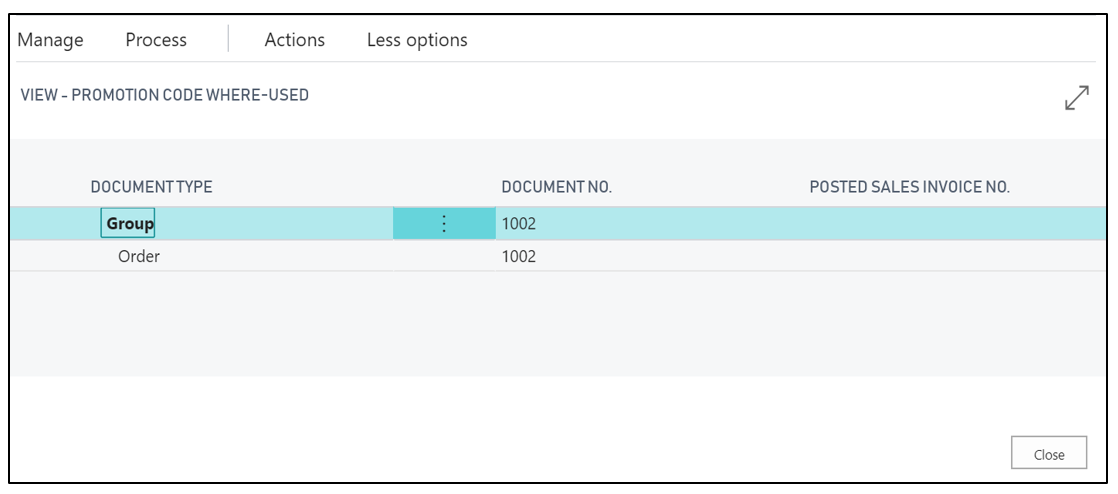 Manage Process Actions Less options
VIEW - PROMOTION CODE WHERE-USED
DOCUMENT TYPE DOCUMENT NO. POSTED SALES INVOICE NO.
Group 1002
Order 1002
Close